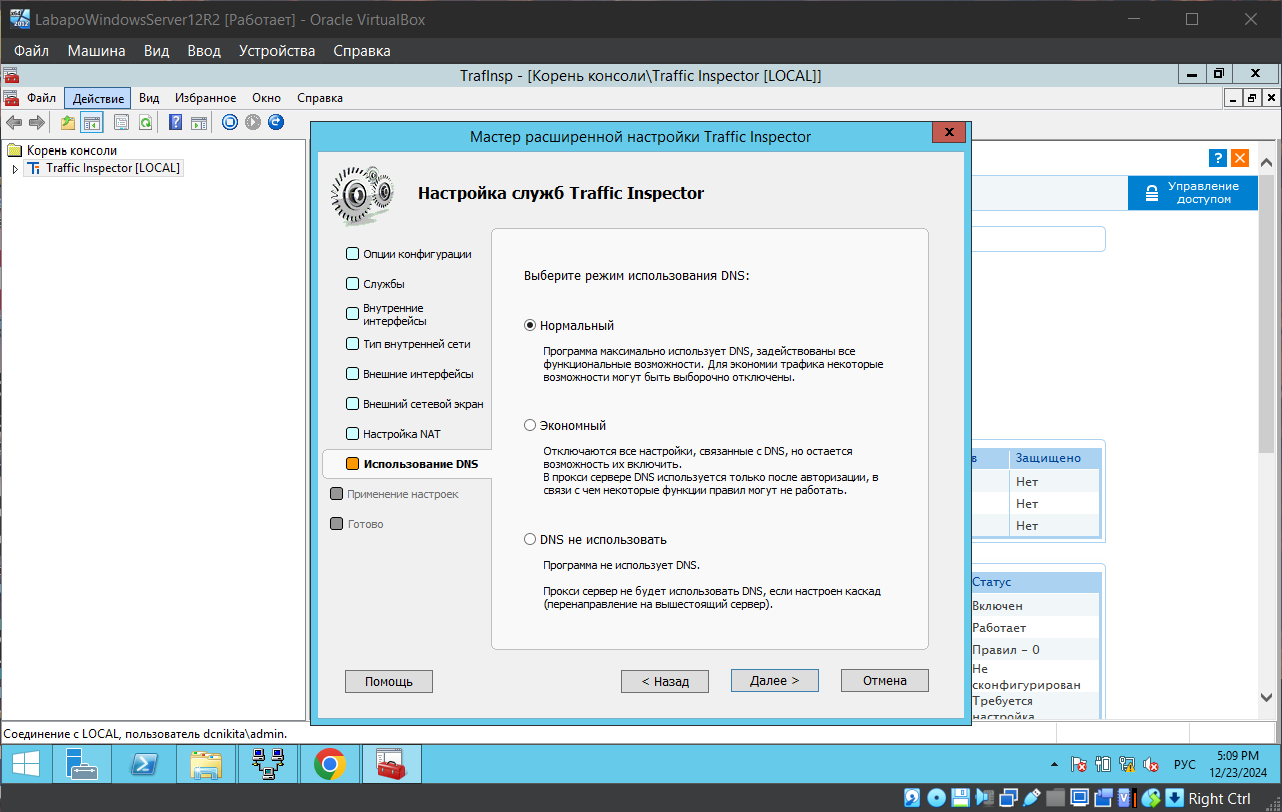 LabapoWindowsServer12R2 [Работает] - Oracle VirtualBox
Файл Машина Вид Ввод Устройства Справка
TrafInsp - [Корень консоли\Traffic Inspector [LOCAL]]
Файл Действие Вид Избранное Окно Справка
Корень консоли
Traffic Inspector [LOCAL]
Управление
доступом
Мастер расширенной настройки Traffic Inspector
Настройка служб Traffic Inspector
Опции конфигурации
Службы
Внутренние
интерфейсы
Тип внутренней сети
Внешние интерфейсы
Внешний сетевой экран
Настройка NAT
Использование DNS
Применение настроек
Готово
Выберите режим использования DNS:
Нормальный
Программа максимально использует DNS, задействованы все
функциональные возможности. Для экономии трафика некоторые
возможности могут быть выборочно отключены.
Экономный
Отключаются все настройки, связанные с DNS, но остается
возможность их включить.
В прокси сервере DNS используется только после авторизации, в
связи с чем некоторые функции правил могут не работать.
DNS не использовать
Программа не использует DNS.
Прокси сервер не будет использовать DNS, если настроен каскад
(перенаправление на вышестоящий сервер).
Помощь < Назад Далее > Отмена
Защищено
Нет
Нет
Нет
Статус
Включен
Работает
Правил - 0
Не
сконфигурирован
Требуется
настройка
Соединение с LOCAL, пользователь dcnikita\admin.
РУС
5:09 PM
12/23/2024
Right Ctrl